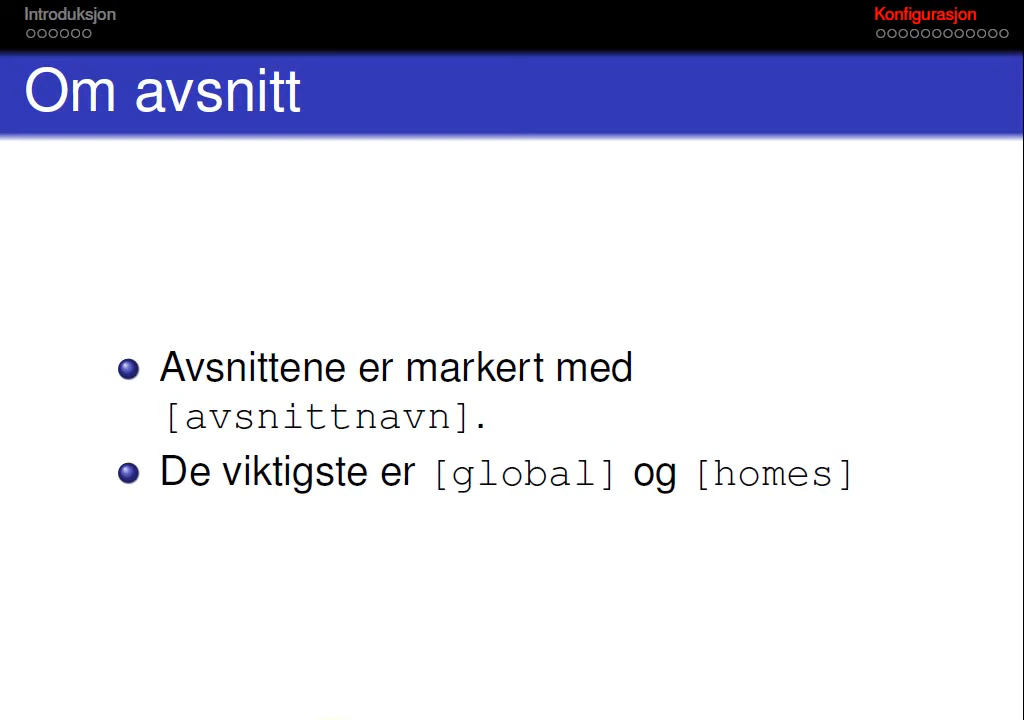 Introduksjon
Konfigurasjon
Om avsnitt
Avsnittene er markert med
[avsnittnavn].
De viktigste er [global] og [homes]